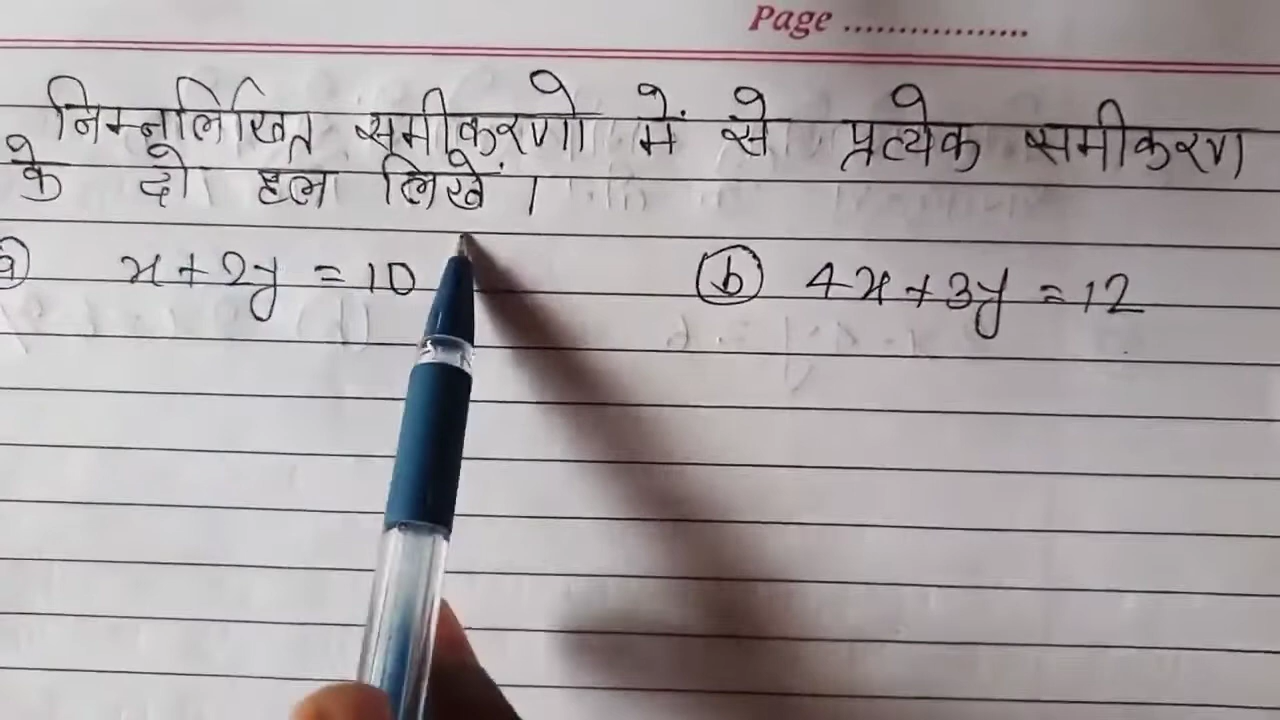 Page ..................
निम्नलिखित समीकरणो में से प्रत्येक समीकरण
के दो हल लिखें ।
a x + 2y = 10 b 4x + 3y = 12